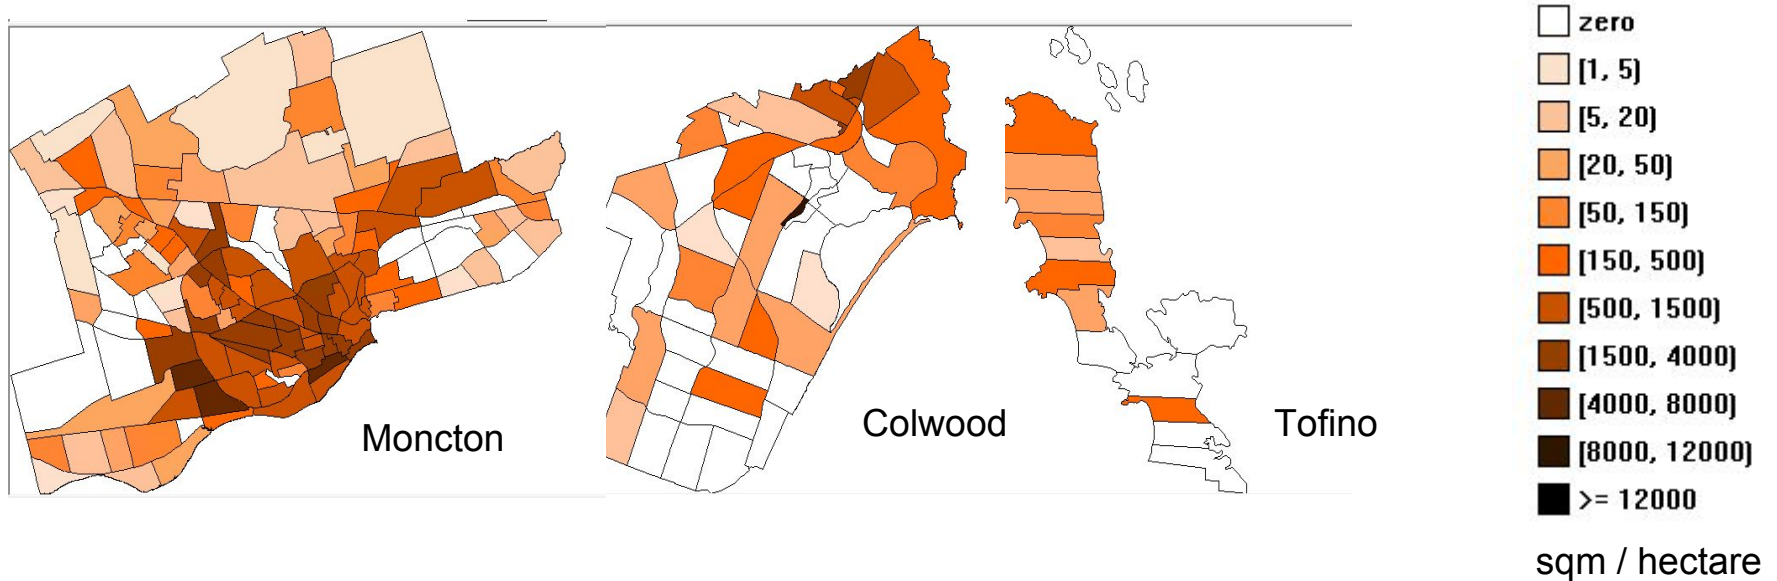 Moncton
Colwood
Tofino
zero
[1, 5)
[5, 20)
[20, 50)
[50, 150)
[150, 500)
[500, 1500)
[1500, 4000)
[4000, 8000)
[8000, 12000)
>= 12000
sqm / hectare